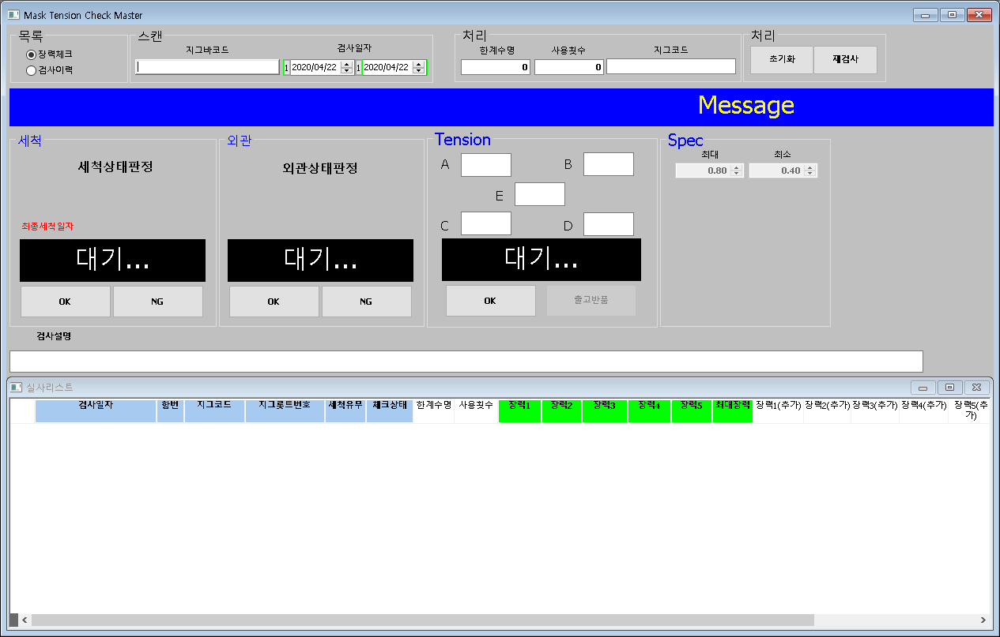 Mask Tension Check Master
목록
장력체크
검사이력
스캔
지그바코드
검사일자
1 2020/04/22
1 2020/04/22
처리
한계수명
사용횟수
지그코드
0
0
처리
초기화
재검사
Message
세척
세척상태판정
최종세척일자
대기...
OK
NG
외관
외관상태판정
대기...
OK
NG
Tension
A
B
E
C
D
대기...
OK
출고반품
Spec
최대
최소
0.80
0.40
검사설명
실사리스트
검사일자 항번 지그코드 지그롯트번호 세척유무 체크상태 한계수명 사용횟수 장력1 장력2 장력3 장력4 장력5 최대장력 장력1(추가) 장력2(추가) 장력3(추가) 장력4(추가) 장력5(추
가)